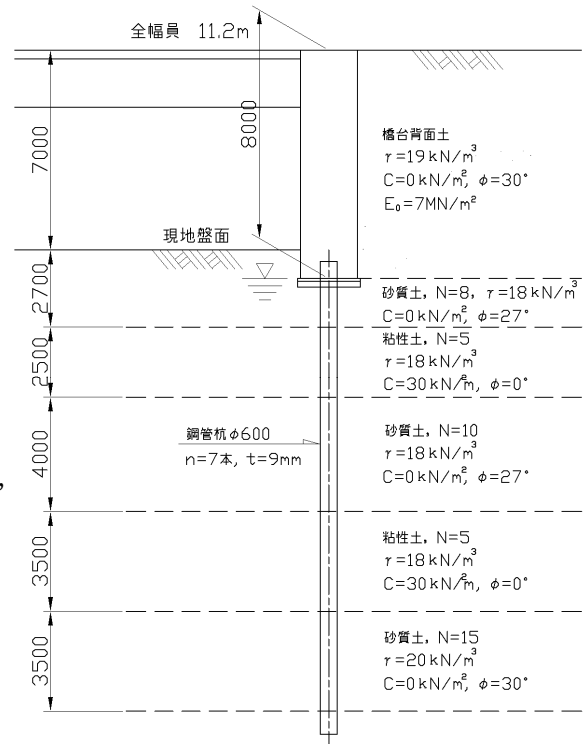 全幅員 11.2m
8000
7000
橋台背面土
γ=19kN/m³
C=0kN/m², φ=30°
E₀=7MN/m²
現地盤面
2700
砂質土, N=8, γ=18kN/m³
C=0kN/m², φ=27°
2500
粘性土, N=5
γ=18kN/m³
C=30kN/m², φ=0°
4000
鋼管杭φ600
n=7本, t=9mm
砂質土, N=10
γ=18kN/m³
C=0kN/m², φ=27°
,
3500
粘性土, N=5
γ=18kN/m³
C=30kN/m², φ=0°
3500
砂質土, N=15
γ=20kN/m³
C=0kN/m², φ=30°